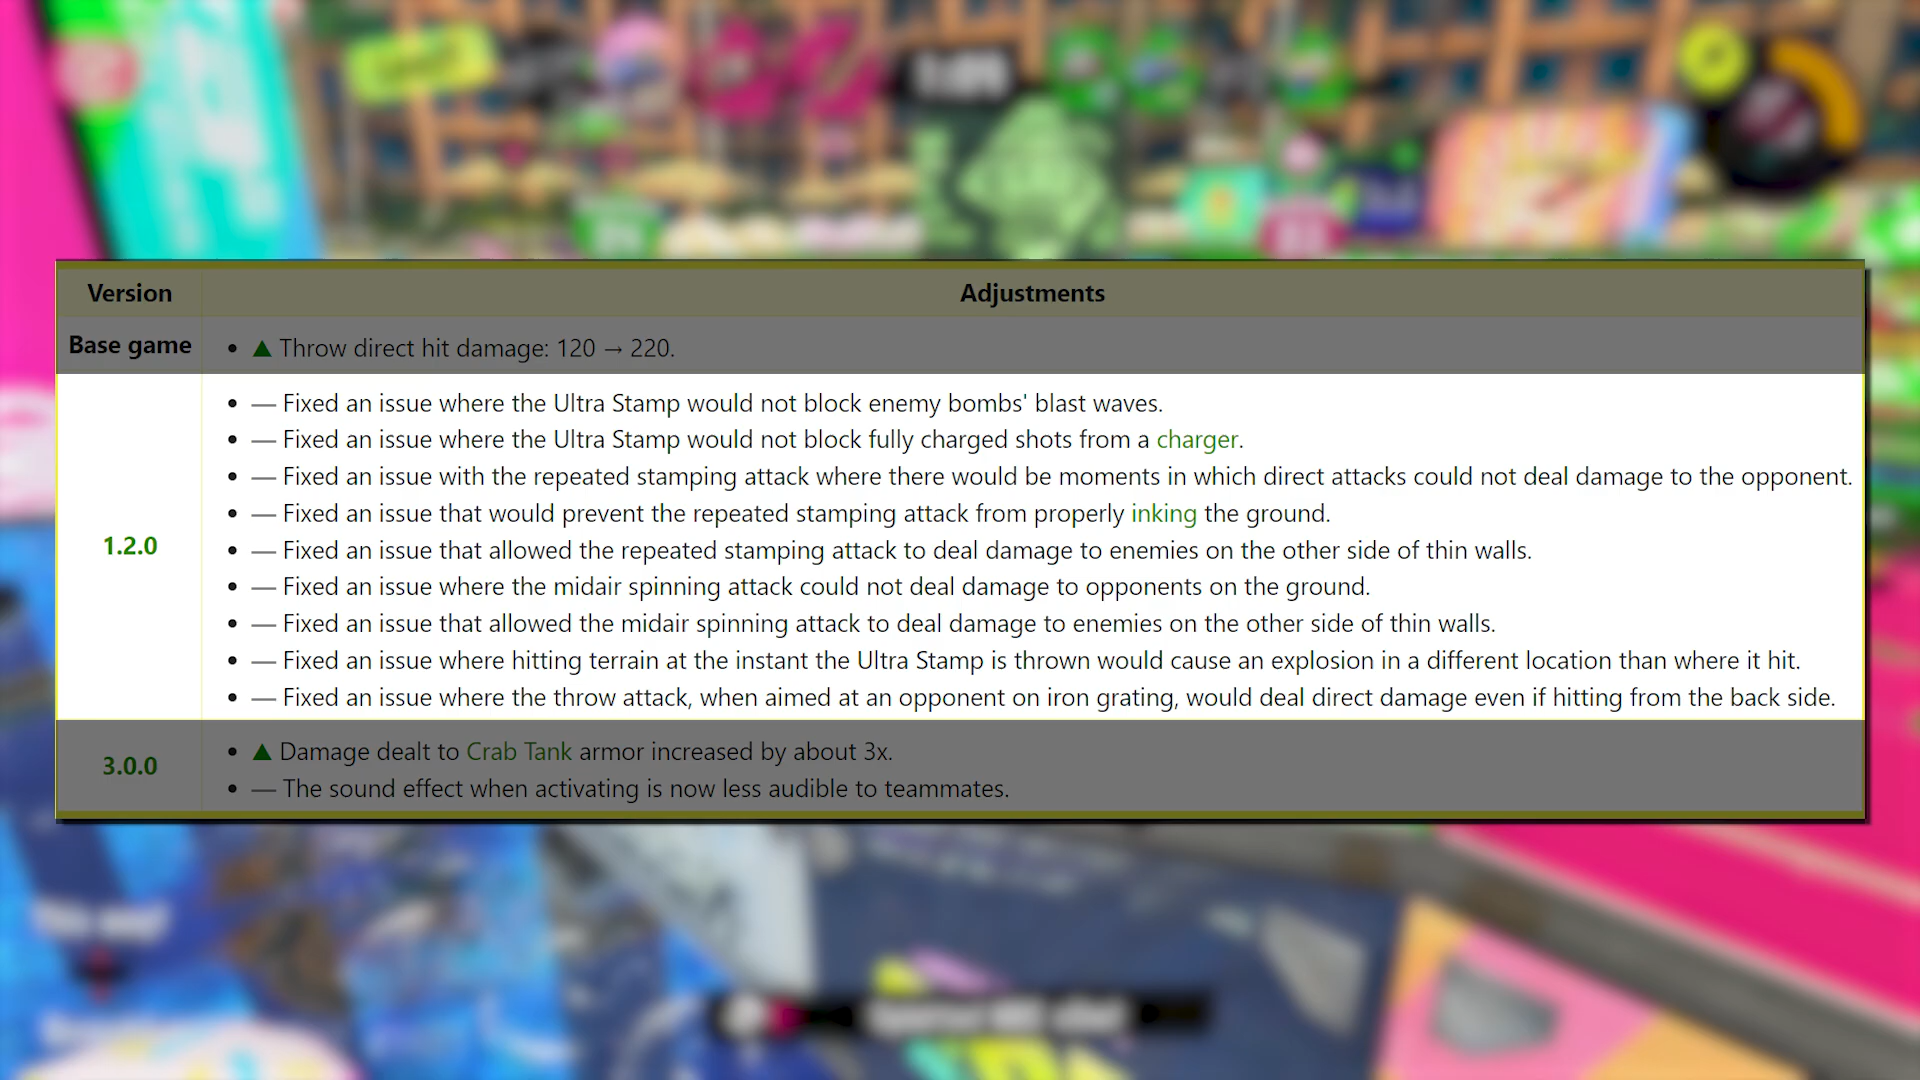 Version Adjustments
Base game • ▲ Throw direct hit damage: 120 → 220.
• — Fixed an issue where the Ultra Stamp would not block enemy bombs' blast waves.
• — Fixed an issue where the Ultra Stamp would not block fully charged shots from a charger.
• — Fixed an issue with the repeated stamping attack where there would be moments in which direct attacks could not deal damage to the opponent.
• — Fixed an issue that would prevent the repeated stamping attack from properly inking the ground.
1.2.0 • — Fixed an issue that allowed the repeated stamping attack to deal damage to enemies on the other side of thin walls.
• — Fixed an issue where the midair spinning attack could not deal damage to opponents on the ground.
• — Fixed an issue that allowed the midair spinning attack to deal damage to enemies on the other side of thin walls.
• — Fixed an issue where hitting terrain at the instant the Ultra Stamp is thrown would cause an explosion in a different location than where it hit.
• — Fixed an issue where the throw attack, when aimed at an opponent on iron grating, would deal direct damage even if hitting from the back side.
3.0.0 • ▲ Damage dealt to Crab Tank armor increased by about 3x.
• — The sound effect when activating is now less audible to teammates.